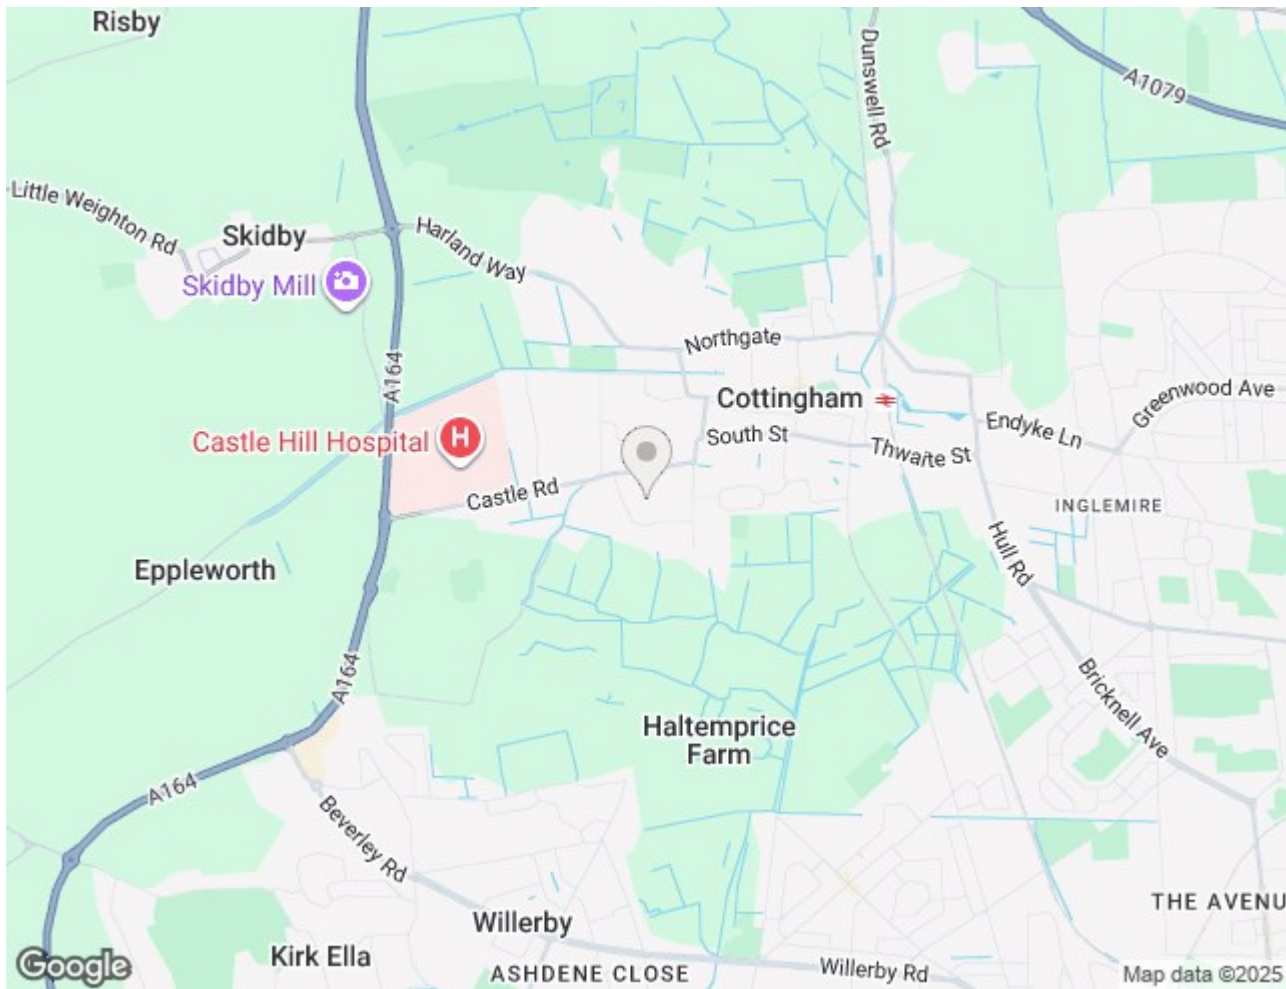 Risby
A1079
Dunswell Rd
Little Weighton Rd
Skidby
Harland Way
Skidby Mill
Northgate
A164
Cottingham
Greenwood Ave
Endyke Ln
Castle Hill Hospital
H
South St
Thwaite St
Castle Rd
INGLEMIRE
Hull Rd
Eppleworth
A164
Haltemprice
Farm
Bricknell Ave
A164
Beverley Rd
THE AVENU
Willerby
Kirk Ella
ASHDENE CLOSE
Willerby Rd
Google
Map data ©2025